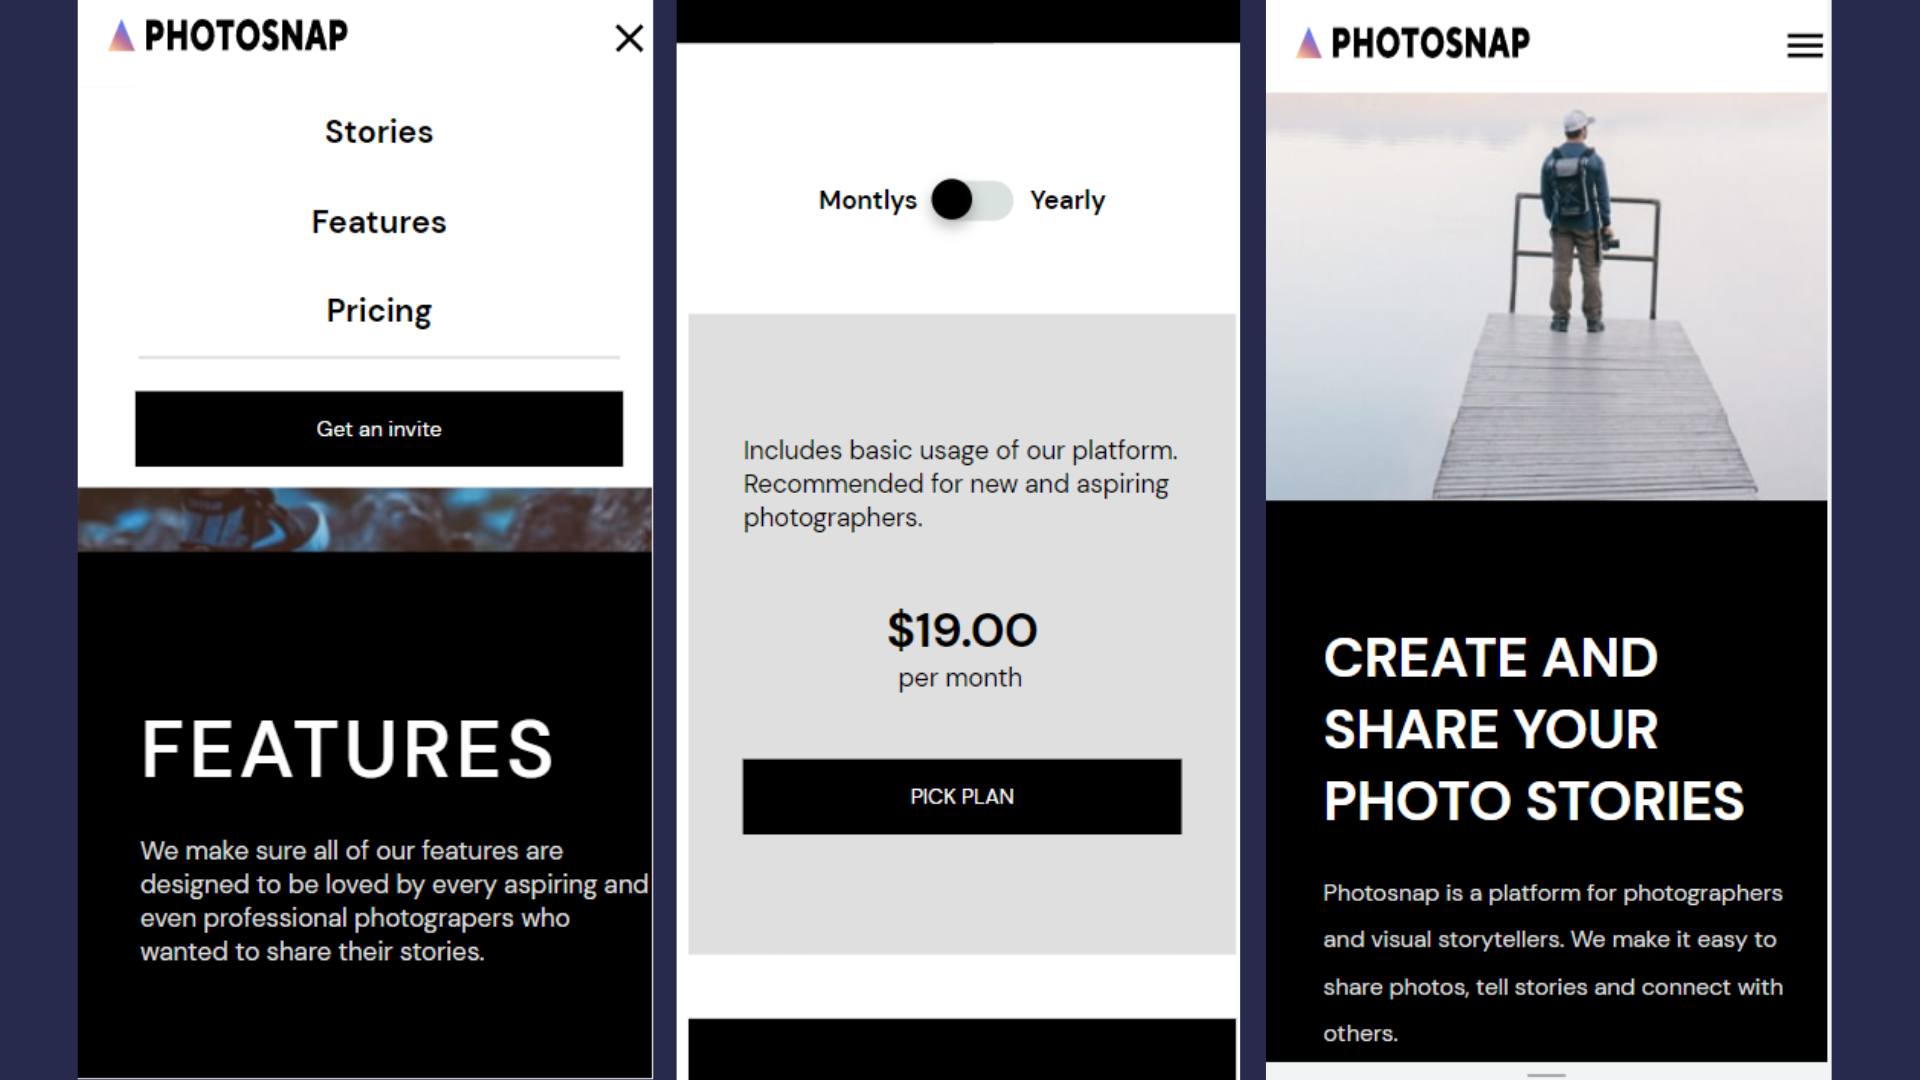 PHOTOSNAP
Stories
Features
Pricing
Get an invite
FEATURES
We make sure all of our features are
designed to be loved by every aspiring and
even professional photograpers who
wanted to share their stories.
Montlys Yearly
Includes basic usage of our platform.
Recommended for new and aspiring
photographers.
$19.00
per month
PICK PLAN
PHOTOSNAP
CREATE AND
SHARE YOUR
PHOTO STORIES
Photosnap is a platform for photographers
and visual storytellers. We make it easy to
share photos, tell stories and connect with
others.